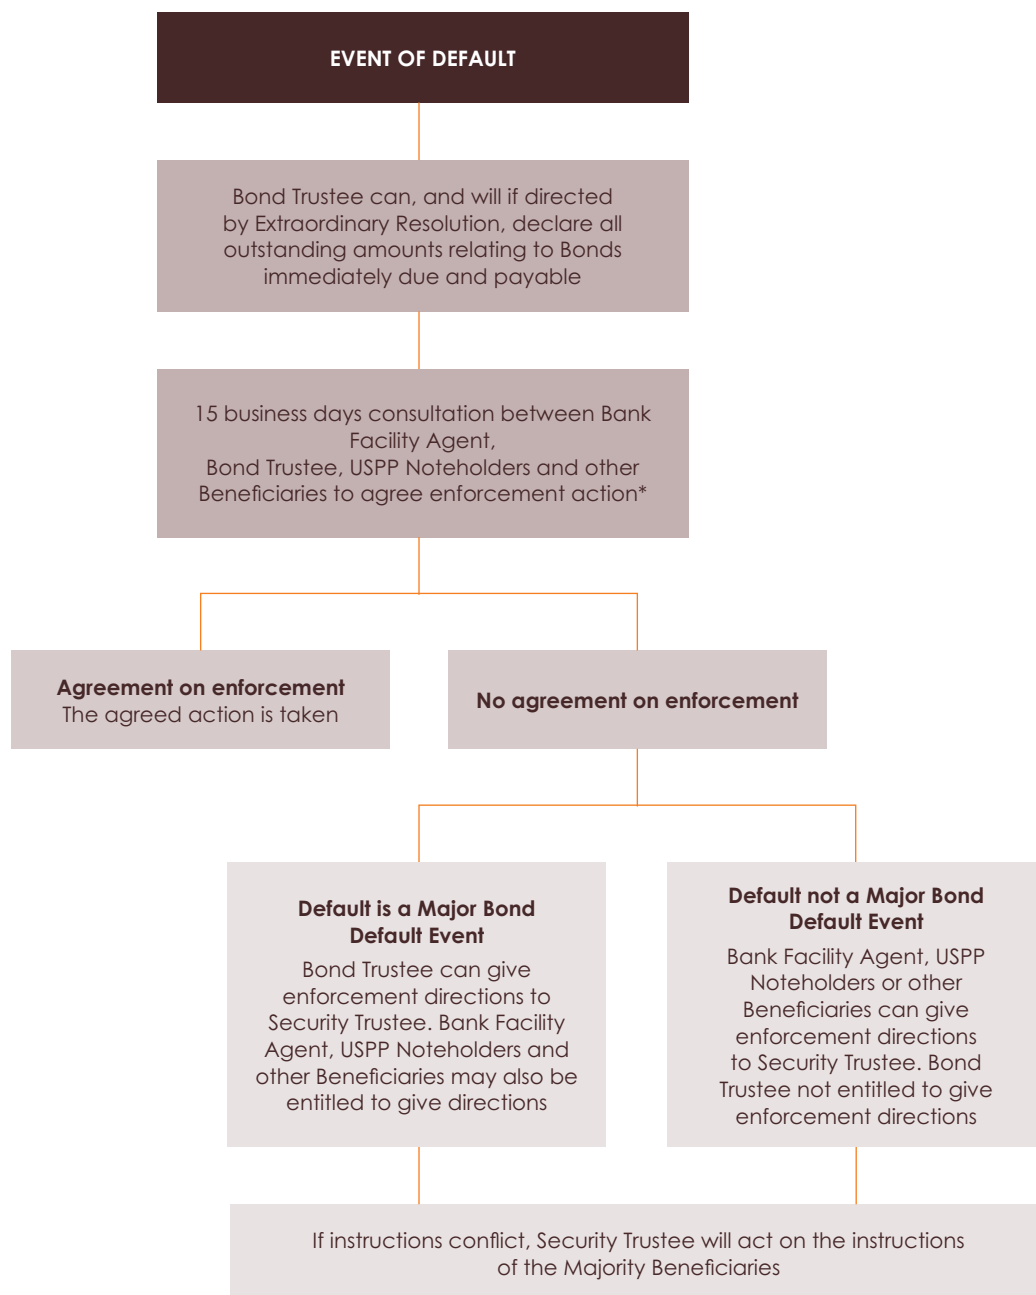 EVENT OF DEFAULT
Bond Trustee can, and will if directed
by Extraordinary Resolution, declare all
outstanding amounts relating to Bonds
immediately due and payable
15 business days consultation between Bank
Facility Agent,
Bond Trustee, USPP Noteholders and other
Beneficiaries to agree enforcement action*
Agreement on enforcement
The agreed action is taken
No agreement on enforcement
Default is a Major Bond
Default Event
Bond Trustee can give
enforcement directions to
Security Trustee. Bank Facility
Agent, USPP Noteholders and
other Beneficiaries may also be
entitled to give directions
Default not a Major Bond
Default Event
Bank Facility Agent, USPP
Noteholders or other
Beneficiaries can give
enforcement directions
to Security Trustee. Bond
Trustee not entitled to give
enforcement directions
If instructions conflict, Security Trustee will act on the instructions
of the Majority Beneficiaries